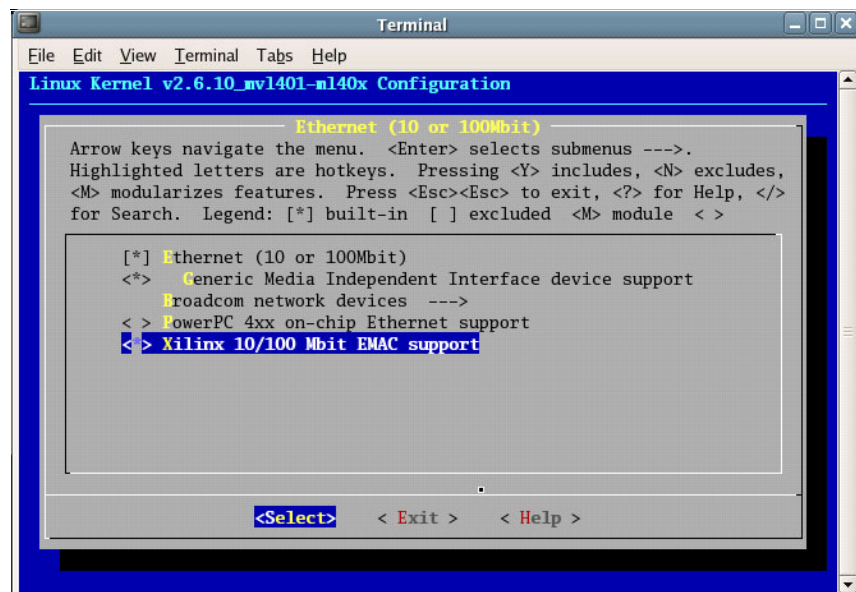 Terminal
File Edit View Terminal Tabs Help
Linux Kernel v2.6.10_mvl401-ml40x Configuration
Ethernet (10 or 100Mbit)
Arrow keys navigate the menu. <Enter> selects submenus --->.
Highlighted letters are hotkeys. Pressing <Y> includes, <N> excludes,
<M> modularizes features. Press <Esc><Esc> to exit, <?> for Help, </>
for Search. Legend: [*] built-in [ ] excluded <M> module < >
[*] Ethernet (10 or 100Mbit)
<*> Generic Media Independent Interface device support
Broadcom network devices --->
< > PowerPC 4xx on-chip Ethernet support
<*> Xilinx 10/100 Mbit EMAC support
<Select> < Exit > < Help >